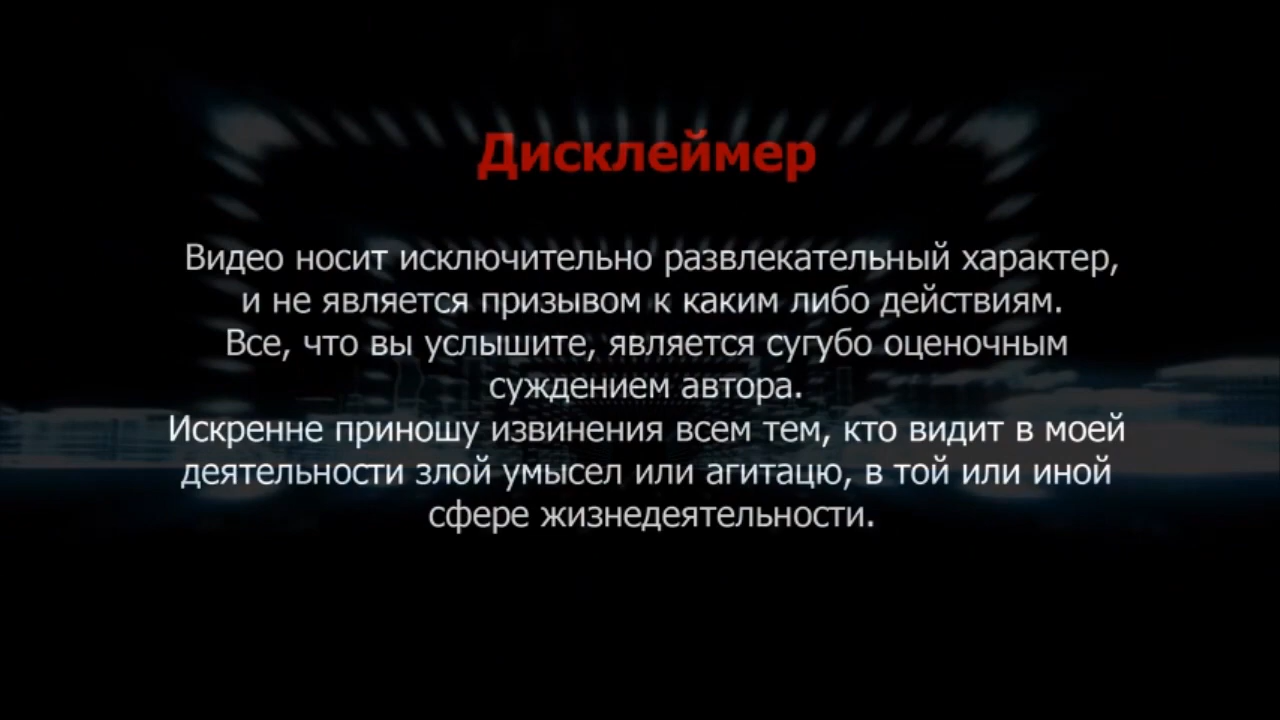 Дисклеймер
Видео носит исключительно развлекательный характер,
и не является призывом к каким либо действиям.
Все, что вы услышите, является сугубо оценочным
суждением автора.
Искренне приношу извинения всем тем, кто видит в моей
деятельности злой умысел или агитацю, в той или иной
сфере жизнедеятельности.